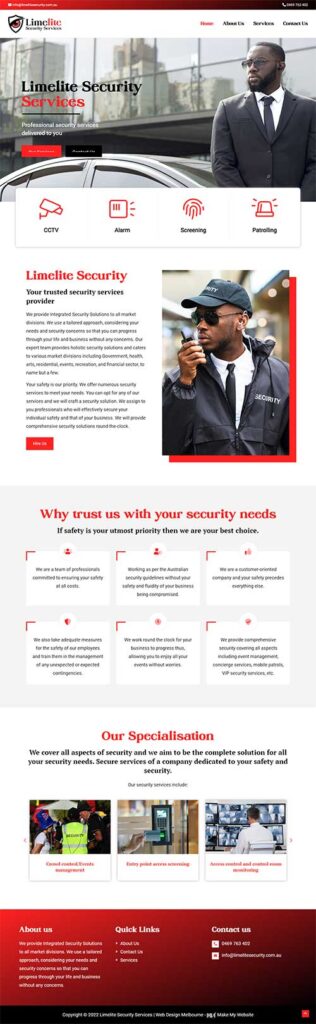 info@limelitesecurity.com.au
0469 763 402
Limelite
Security Services
Home About Us Services Contact Us
Limelite Security
Services
Professional security services
delivered to you
Our Services Contact Us
CCTV Alarm Screening Patrolling
Limelite Security
Your trusted security services
provider
We provide Integrated Security Solutions to all market
divisions. We use a tailored approach, considering your
needs and security concerns so that you can progress
through your life and business without any concerns. Our
expert team provides holistic security solutions and caters
to various market divisions including Government, health,
arts, residential, events, recreation, and financial sector, to
name but a few.
Your safety is our priority. We offer numerous security
services to meet your needs. You can opt for any of our
services and we will craft a security solution. We assign to
you professionals who will effectively secure your
individual safety and that of your business. We will provide
comprehensive security solutions round-the-clock.
Hire Us
SECURITY
SECURITY
Why trust us with your security needs
If safety is your utmost priority then we are your best choice.
We are a team of professionals
committed to ensuring your safety
at all costs.
Working as per the Australian
security guidelines without your
safety and fluidity of your business
being compromised.
We are a customer-oriented
company and your safety precedes
everything else.
We also take adequate measures
for the safety of our employees
and train them in the management
of any unexpected or expected
contingencies.
We work round the clock for your
business to progress thus,
allowing you to enjoy all your
events without worries.
We provide comprehensive
security covering all aspects
including event management,
concierge services, mobile patrols,
VIP security services, etc.
Our Specialisation
We cover all aspects of security and we aim to be the complete solution for all
your security needs. Secure services of a company dedicated to your safety and
security.
Our security services include:
SECURITY
Crowd control/Events
management
Entry point access screening
Access control and control room
monitoring
About us
We provide Integrated Security Solutions
to all market divisions. We use a tailored
approach, considering your needs and
security concerns so that you can
progress through your life and business
without any concerns.
Quick Links
About Us
Contact Us
Services
Contact us
0469 763 402
info@limelitesecurity.com.au
Copyright © 2022 Limelite Security Services | Web Design Melbourne - Make My Website